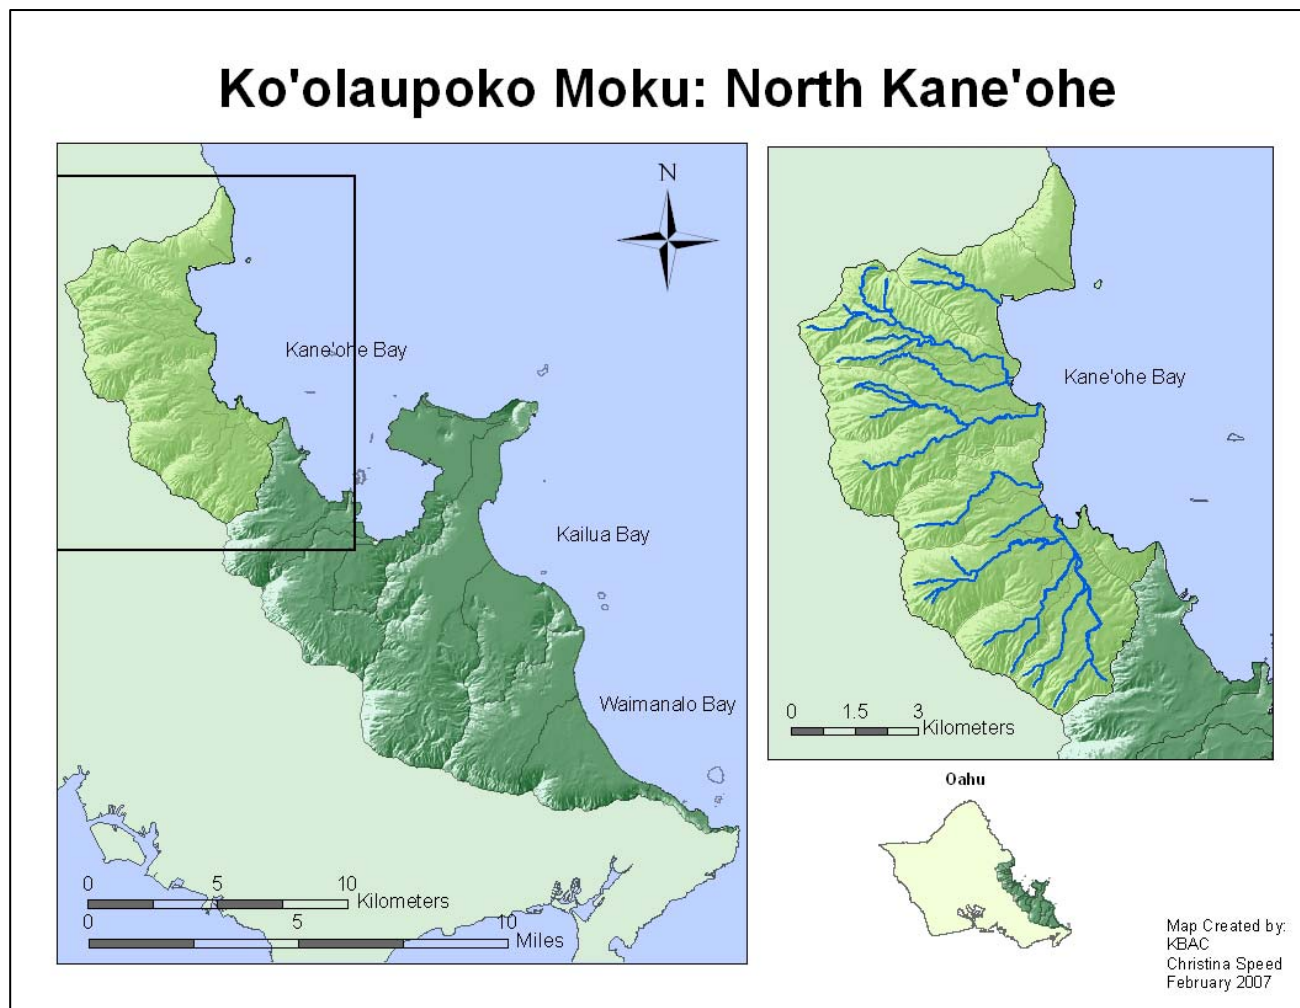 Ko'olaupoko Moku: North Kane'ohe
N
Kane'ohe Bay
Kailua Bay
Waimanalo Bay
0 5 10
Kilometers
0 5 10
Miles
Kane'ohe Bay
0 1.5 3
Kilometers
Oahu
Map Created by:
KBAC
Christina Speed
February 2007